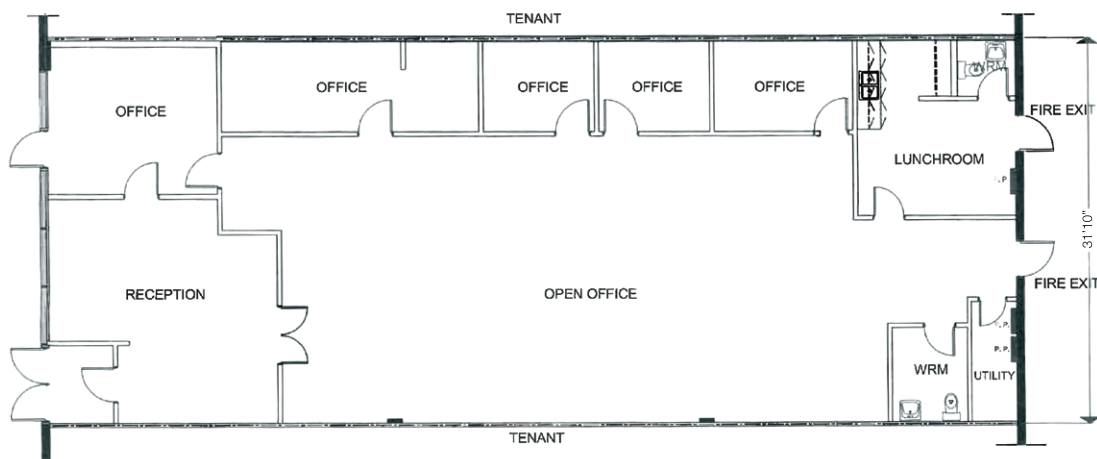 TENANT
OFFICE
OFFICE
OFFICE
OFFICE
OFFICE
WRM
FIRE EXIT
LUNCHROOM
P.P.
31'10"
RECEPTION
OPEN OFFICE
FIRE EXIT
P.P.
P.P.
WRM
UTILITY
TENANT